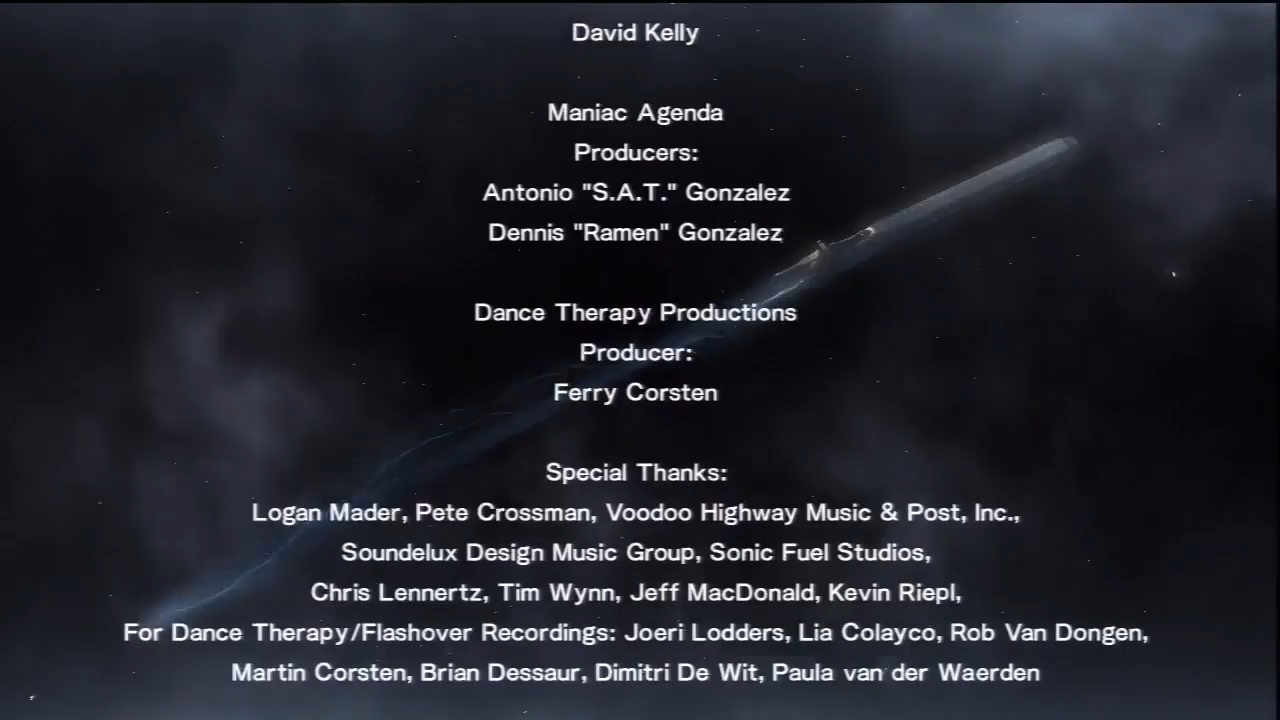 David Kelly
Maniac Agenda
Producers:
Antonio "S.A.T." Gonzalez
Dennis "Ramen" Gonzalez
Dance Therapy Productions
Producer:
Ferry Corsten
Special Thanks:
Logan Mader, Pete Crossman, Voodoo Highway Music & Post, Inc.,
Soundelux Design Music Group, Sonic Fuel Studios,
Chris Lennertz, Tim Wynn, Jeff MacDonald, Kevin Riepl,
For Dance Therapy/Flashover Recordings: Joeri Lodders, Lia Colayco, Rob Van Dongen,
Martin Corsten, Brian Dessaur, Dimitri De Wit, Paula van der Waerden